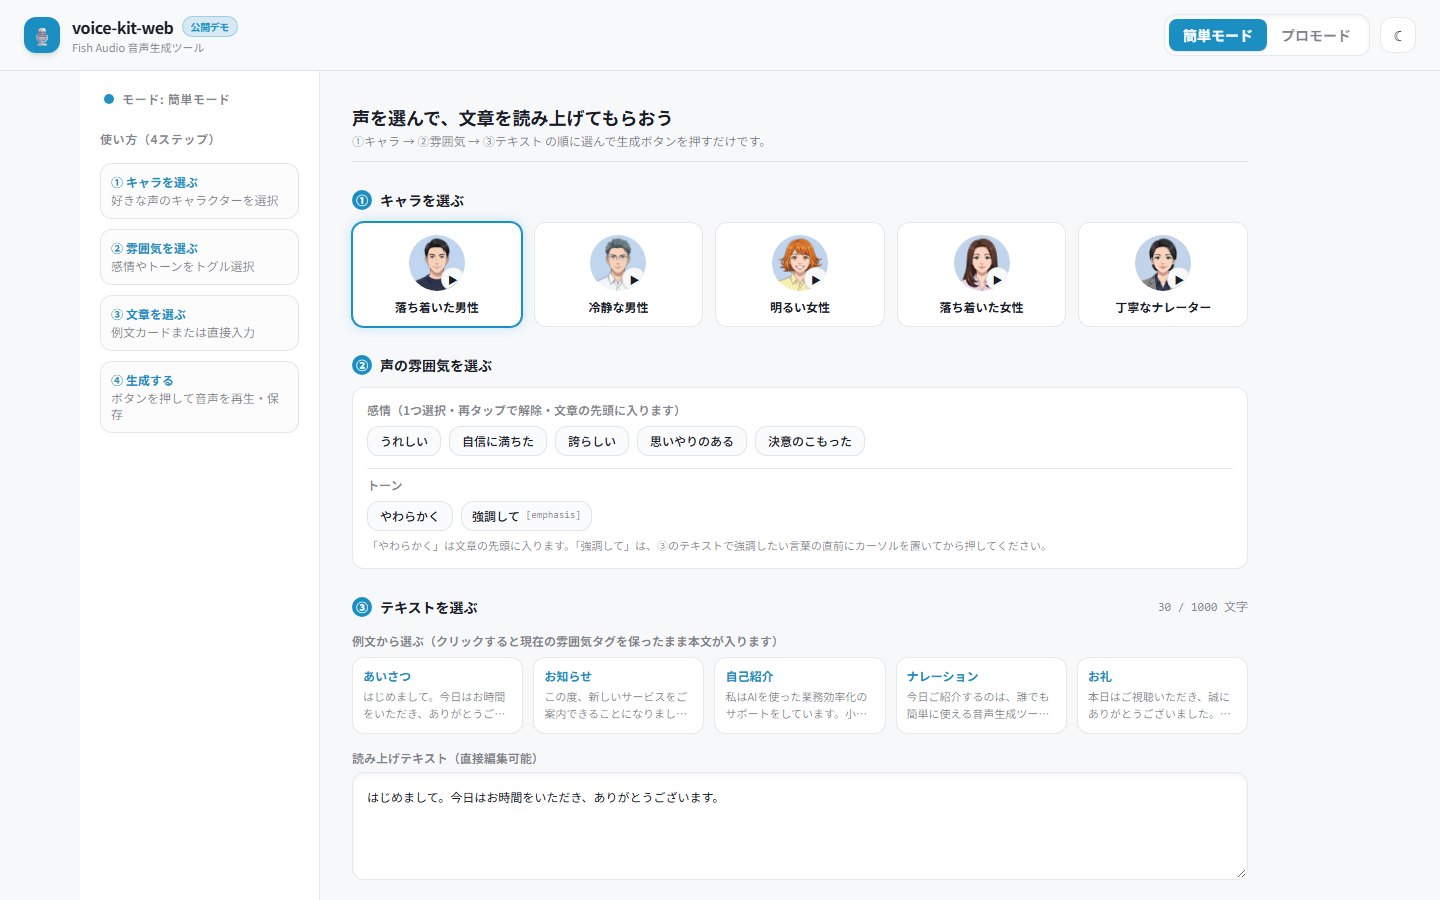 voice-kit-web 公開デモ
Fish Audio 音声生成ツール
簡単モード プロモード
モード: 簡単モード
使い方（4ステップ）
① キャラを選ぶ
好きな声のキャラクターを選択
② 雰囲気を選ぶ
感情やトーンをトグル選択
③ 文章を選ぶ
例文カードまたは直接入力
④ 生成する
ボタンを押して音声を再生・保
存
声を選んで、文章を読み上げてもらおう
①キャラ → ②雰囲気 → ③テキスト の順に選んで生成ボタンを押すだけです。
① キャラを選ぶ
落ち着いた男性
冷静な男性
明るい女性
落ち着いた女性
丁寧なナレーター
② 声の雰囲気を選ぶ
感情（1つ選択・再タップで解除・文章の先頭に入ります）
うれしい 自信に満ちた 誇らしい 思いやりのある 決意のこもった
トーン
やわらかく 強調して [emphasis]
「やわらかく」は文章の先頭に入ります。「強調して」は、③のテキストで強調したい言葉の直前にカーソルを置いてから押してください。
③ テキストを選ぶ
30 / 1000 文字
例文から選ぶ（クリックすると現在の雰囲気タグを保ったまま本文が入ります）
あいさつ
はじめまして。今日はお時間
をいただき、ありがとうご…
お知らせ
この度、新しいサービスをご
案内できることになりまし…
自己紹介
私はAIを使った業務効率化の
サポートをしています。小…
ナレーション
今日ご紹介するのは、誰でも
簡単に使える音声生成ツー…
お礼
本日はご視聴いただき、誠に
ありがとうございました。…
読み上げテキスト（直接編集可能）
はじめまして。今日はお時間をいただき、ありがとうございます。